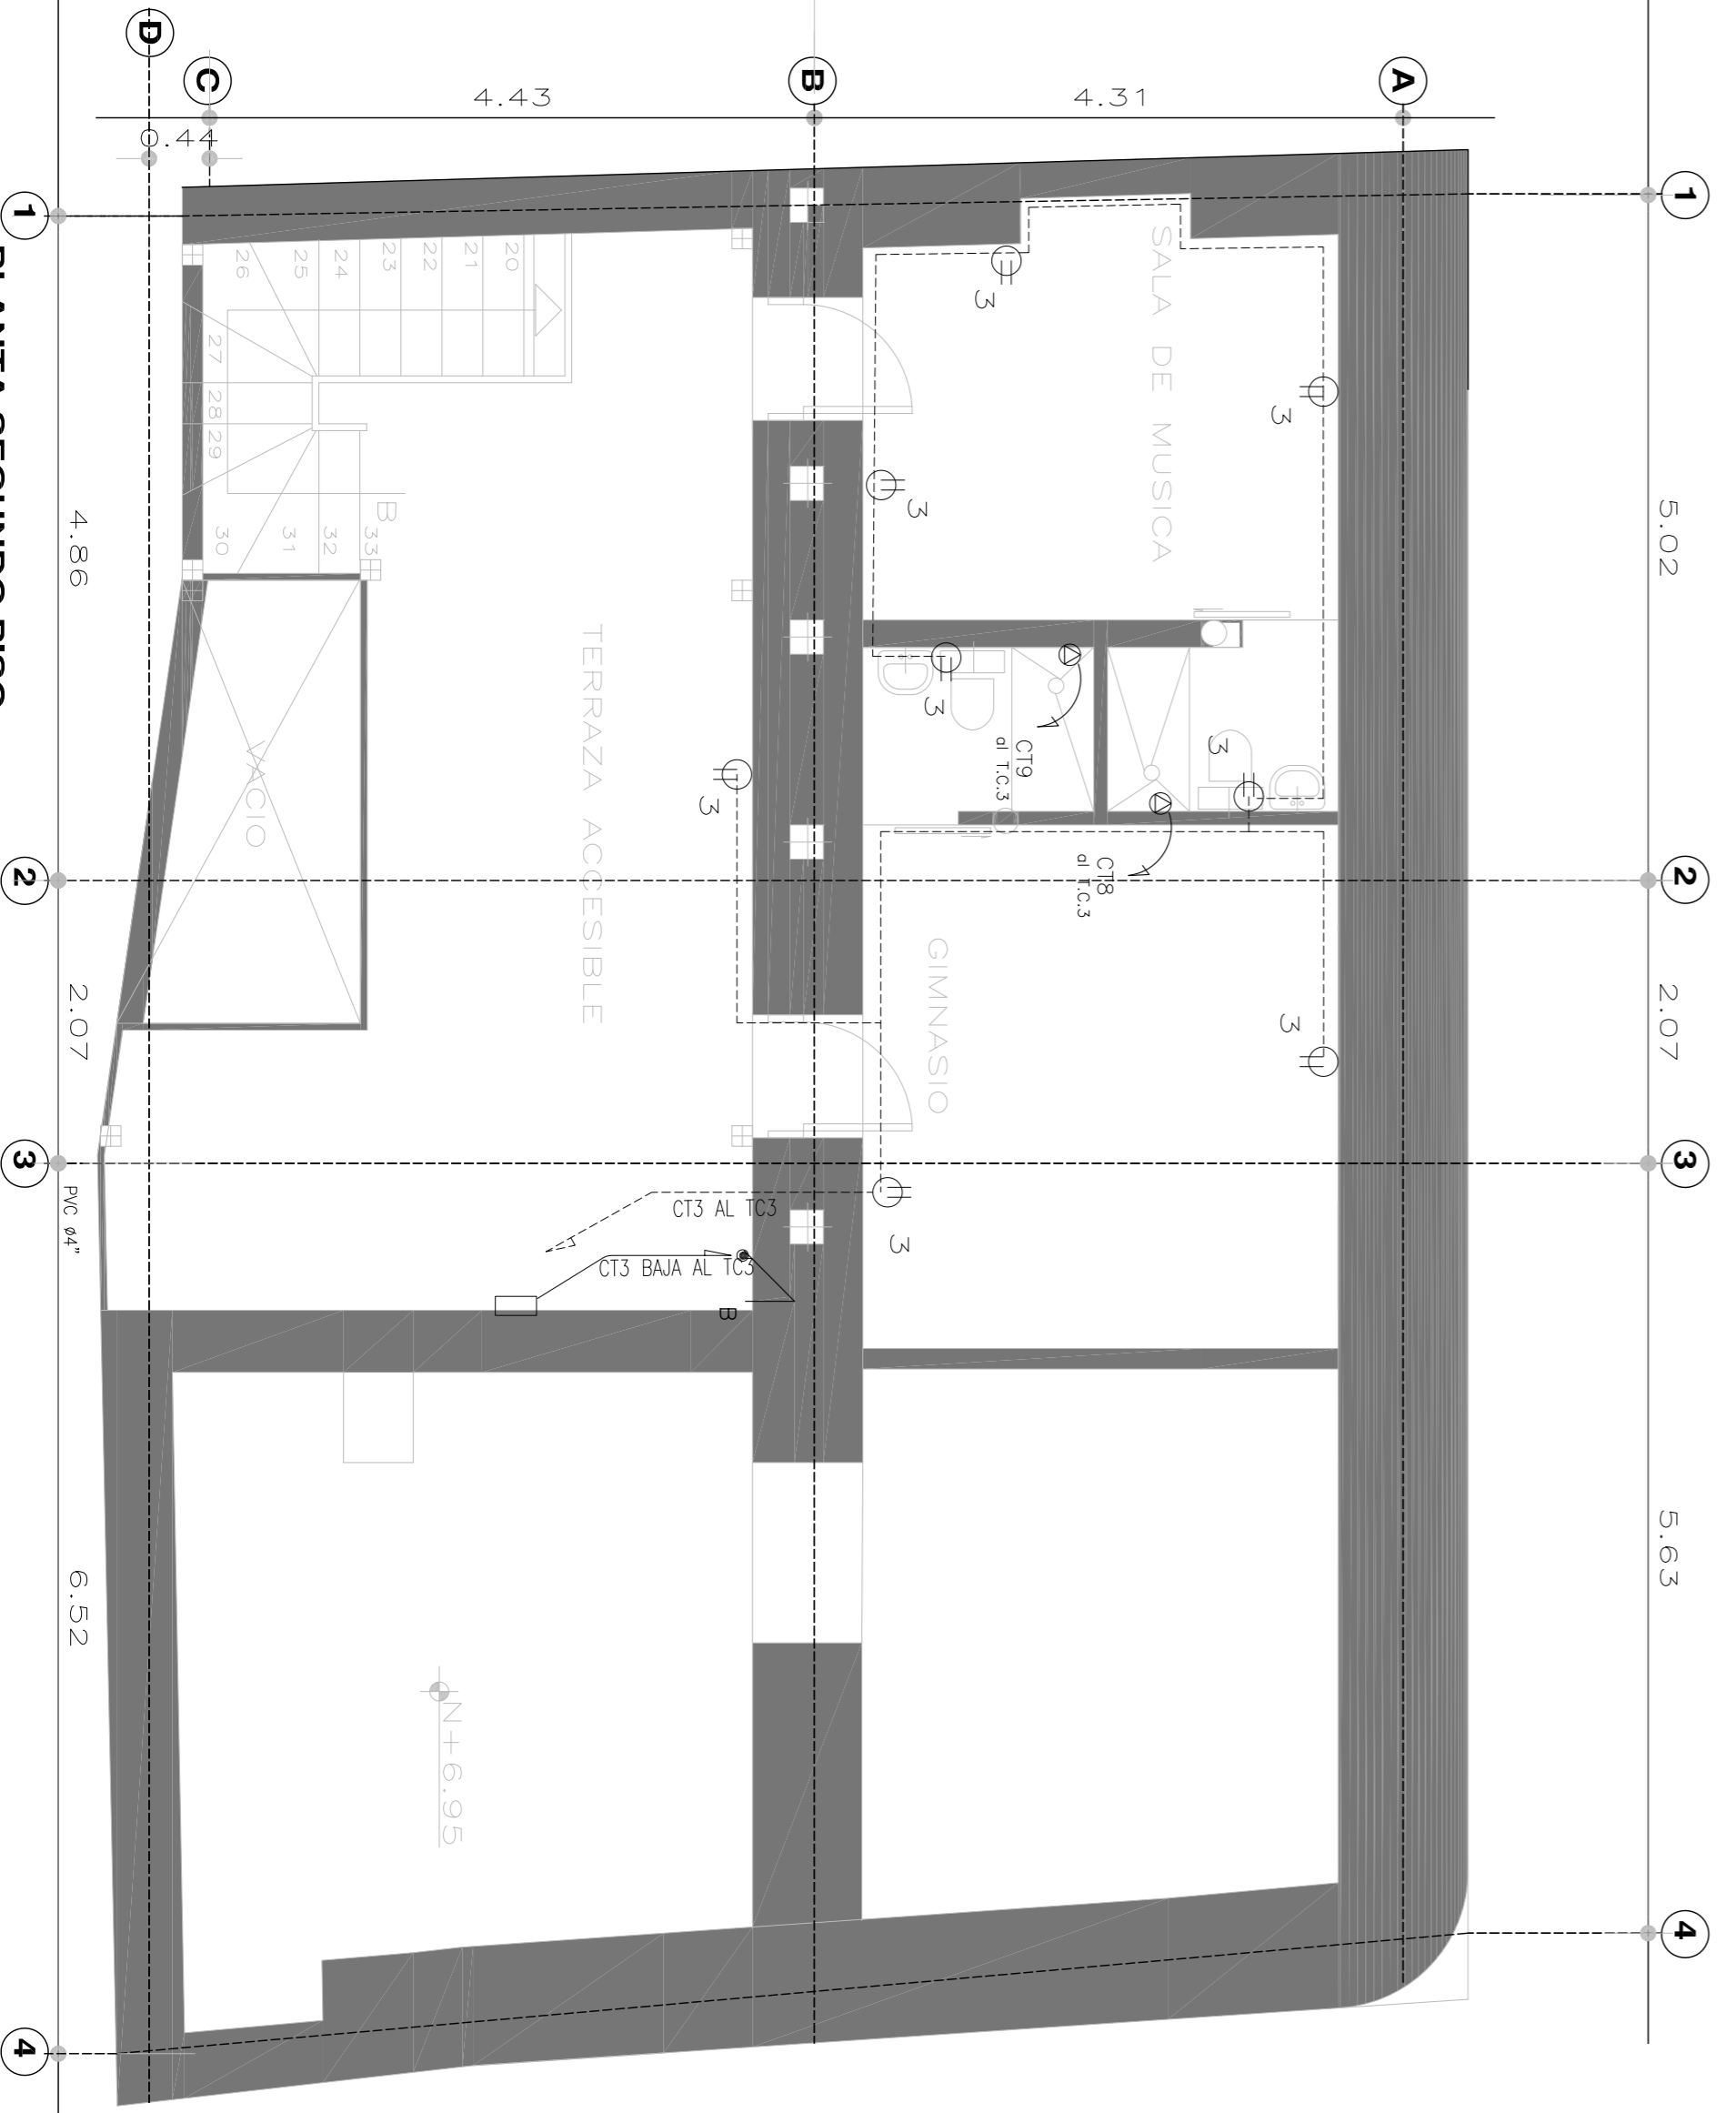 D
C
B
A
4.43
4.31
0.44
1
1
5.02
4.86
2
2
2.07
2.07
3
3
5.63
6.52
4
4
PVC ø4"
SALA DE MUSICA
3
3
3
3
3
3
3
3
20
21
22
23
24
25
26
27
28
29
30
31
32
33
B
TERRAZA ACCESIBLE
VACIO
GIMNASIO
CT9
al T.C.3
CT8
al T.C.3
CT3 AL TC3
CT3 BAJA AL TC3
B
N+6.95